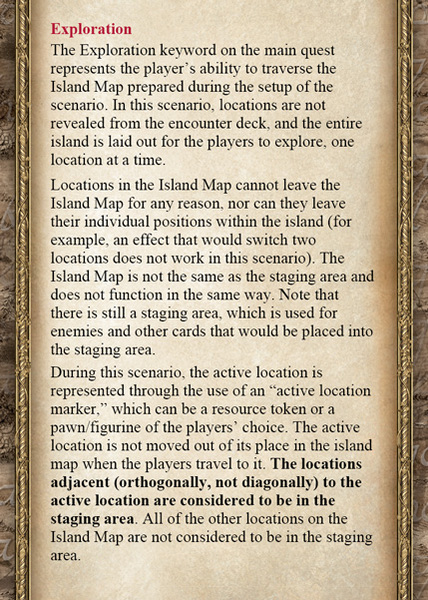 Exploration
The Exploration keyword on the main quest
represents the player's ability to traverse the
Island Map prepared during the setup of the
scenario. In this scenario, locations are not
revealed from the encounter deck, and the entire
island is laid out for the players to explore, one
location at a time.
Locations in the Island Map cannot leave the
Island Map for any reason, nor can they leave
their individual positions within the island (for
example, an effect that would switch two
locations does not work in this scenario). The
Island Map is not the same as the staging area and
does not function in the same way. Note that
there is still a staging area, which is used for
enemies and other cards that would be placed into
the staging area.
During this scenario, the active location is
represented through the use of an “active location
marker,” which can be a resource token or a
pawn/figurine of the players’ choice. The active
location is not moved out of its place in the island
map when the players travel to it. The locations
adjacent (orthogonally, not diagonally) to the
active location are considered to be in the
staging area. All of the other locations on the
Island Map are not considered to be in the staging
area.